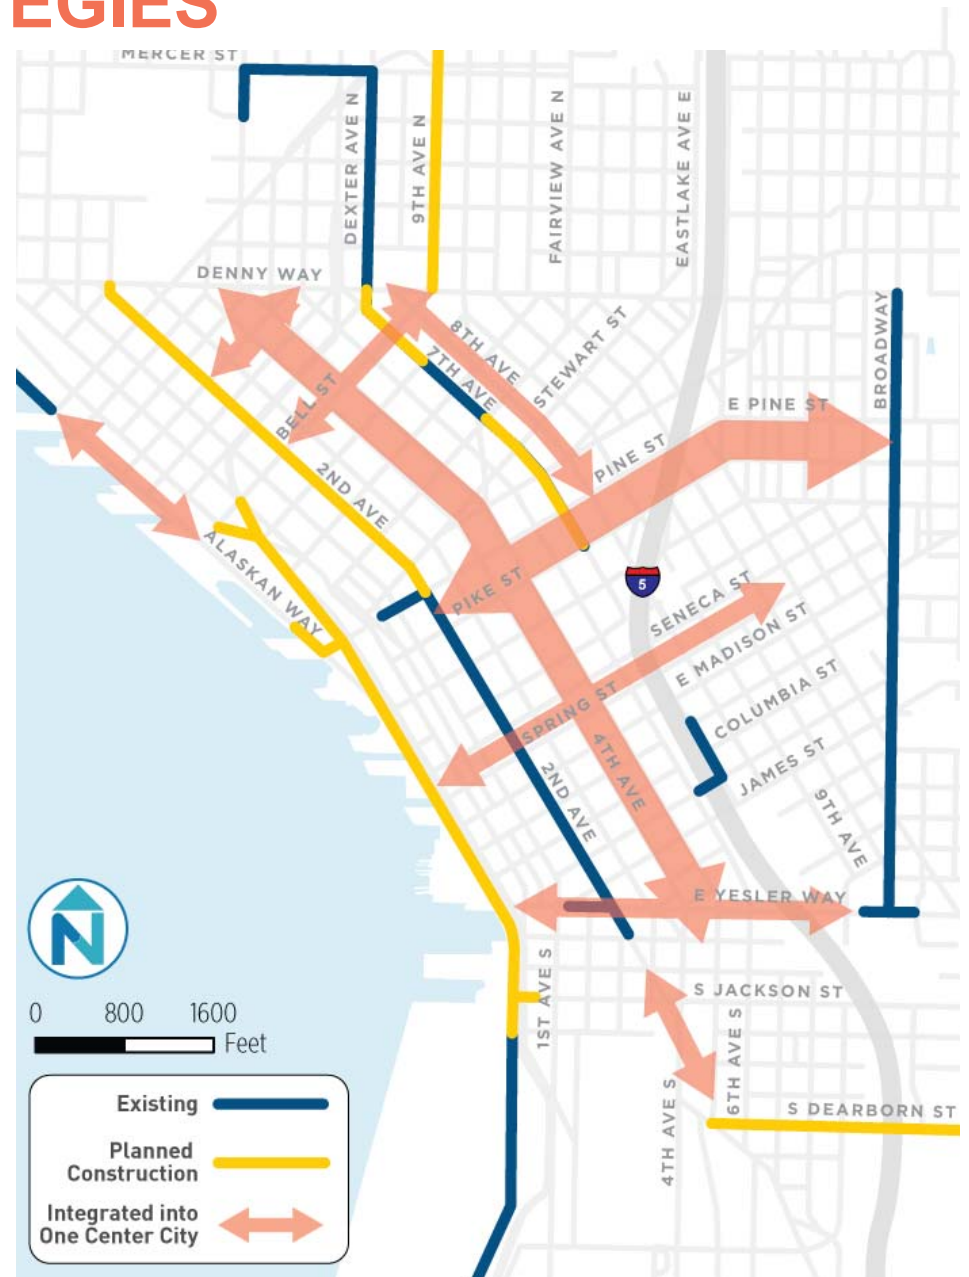 EGIES
MERCER ST
DEXTER AVE N
9TH AVE N
FAIRVIEW AVE N
EASTLAKE AVE E
DENNY WAY
BROADWAY
8TH AVE
STEWART ST
7TH AVE
BELL ST
E PINE ST
PINE ST
2ND AVE
ALASKAN WAY
PIKE ST
5
SENECA ST
E MADISON ST
COLUMBIA ST
SPRING ST
4TH AVE
2ND AVE
JAMES ST
9TH AVE
E YESLER WAY
N
1ST AVE S
S JACKSON ST
6TH AVE S
4TH AVE S
S DEARBORN ST
0 800 1600
Feet
Existing
Planned
Construction
Integrated into
One Center City